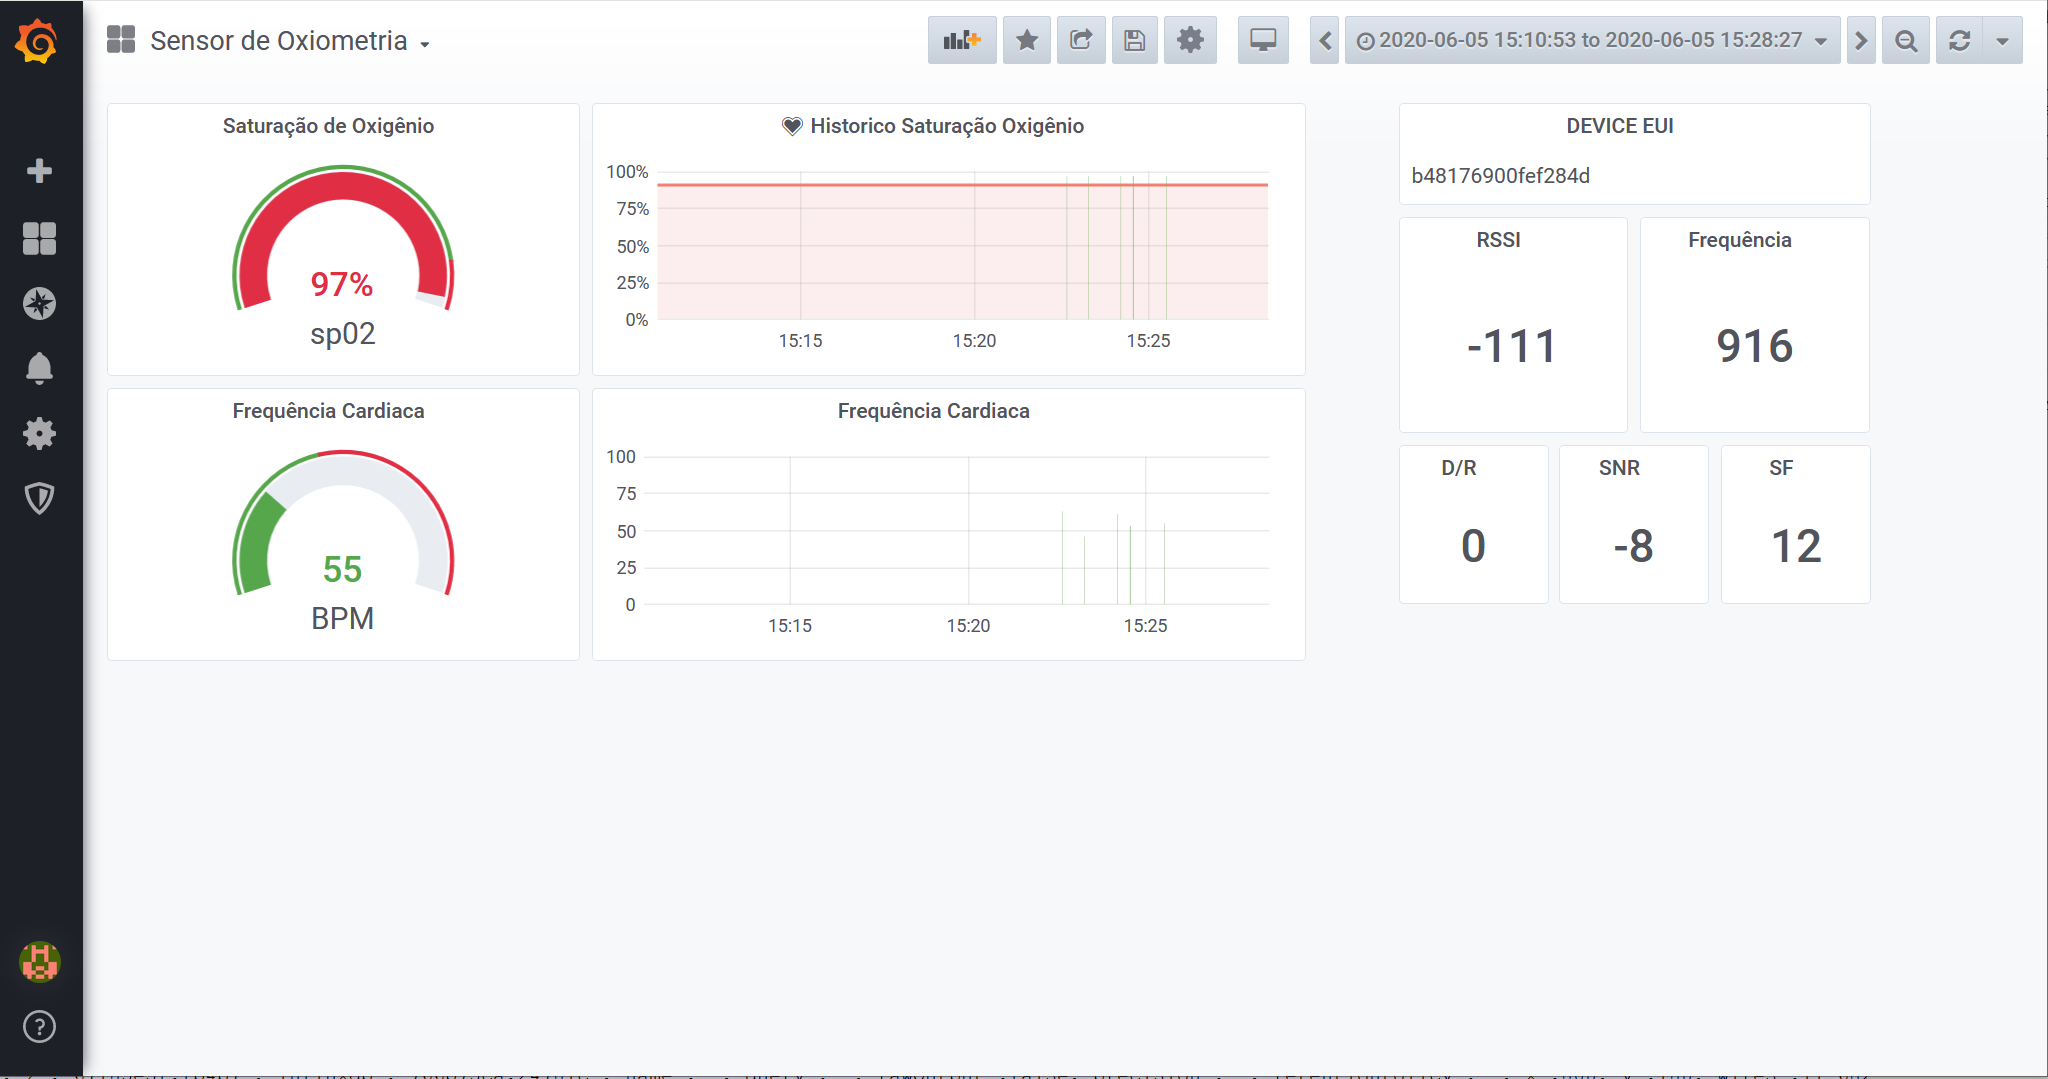 Sensor de Oxiometria
2020-06-05 15:10:53 to 2020-06-05 15:28:27
Saturação de Oxigênio
97%
sp02
Historico Saturação Oxigênio
100%
75%
50%
25%
0%
15:15 15:20 15:25
DEVICE EUI
b48176900fef284d
RSSI
-111
Frequência
916
Frequência Cardiaca
55
BPM
Frequência Cardiaca
100
75
50
25
0
15:15 15:20 15:25
D/R
0
SNR
-8
SF
12
?